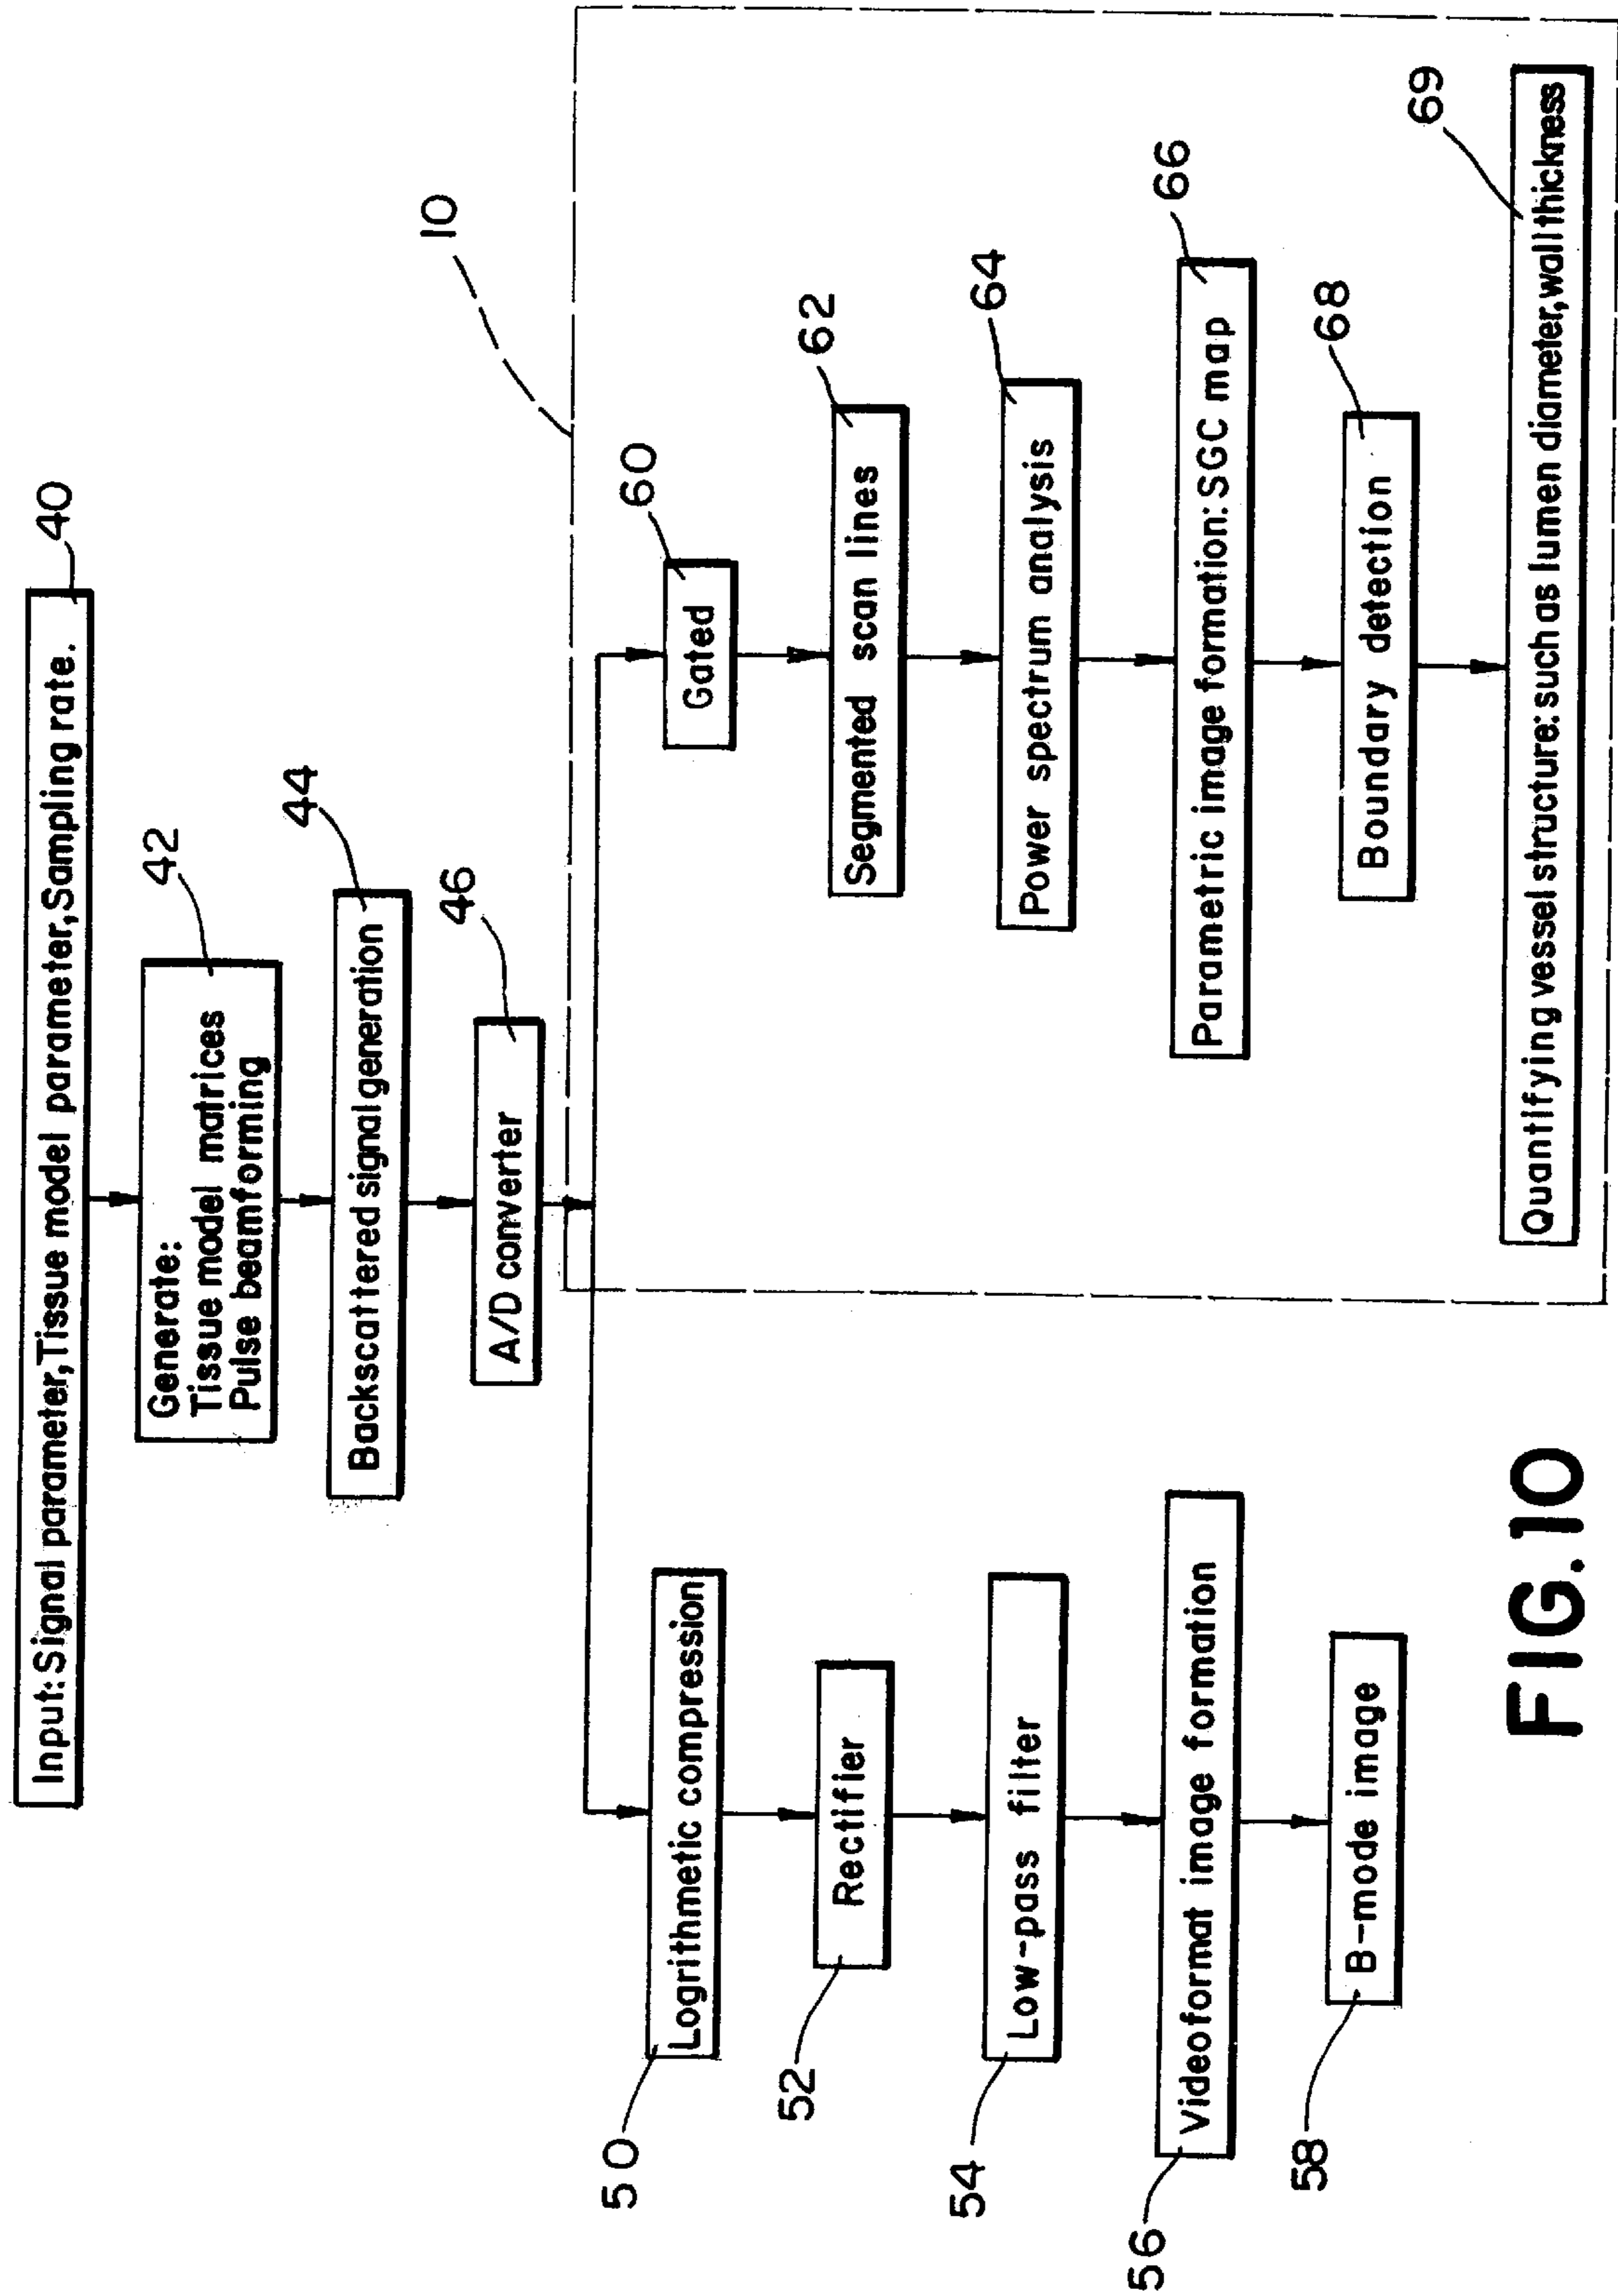 Input: Signal parameter, Tissue model parameter, Sampling rate.
40
Generate:
Tissue model matrices
Pulse beamforming
42
Backscattered signal generation
44
A/D converter
46
10
50
Logrithmetic compression
52
Rectifier
54
Low-pass filter
56
Videoformat image formation
58
B-mode image
Gated
60
Segmented scan lines
62
Power spectrum analysis
64
Parametric image formation: SGC map
66
Boundary detection
68
Quantifying vessel structure: such as lumen diameter, wall thickness
69
FIG. 10